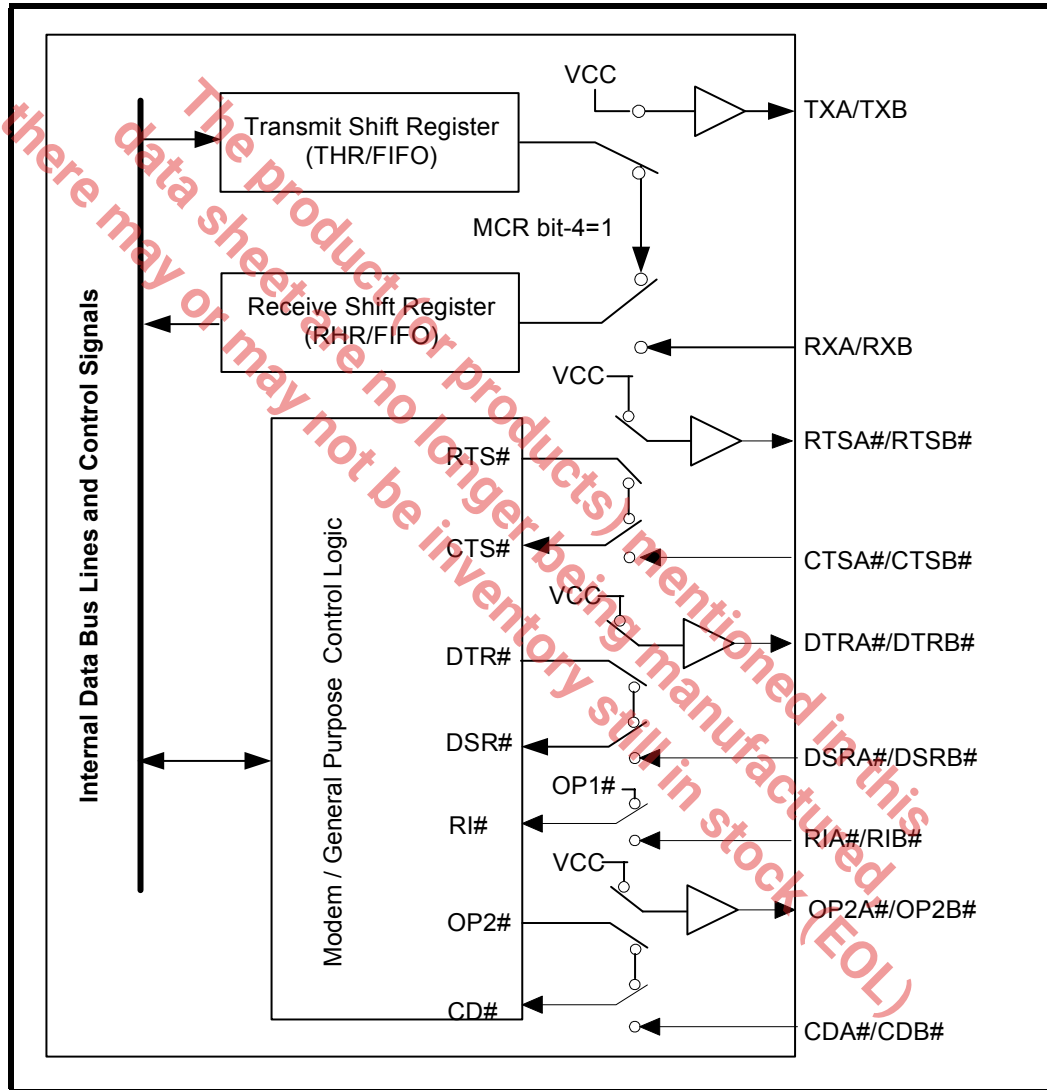 VCC
TXA/TXB
Transmit Shift Register
(THR/FIFO)
MCR bit-4=1
Receive Shift Register
(RHR/FIFO)
RXA/RXB
VCC
RTSA#/RTSB#
RTS#
CTS#
CTSA#/CTSB#
VCC
DTRA#/DTRB#
DTR#
DSR#
DSRA#/DSRB#
OP1#
RI#
RIA#/RIB#
VCC
OP2A#/OP2B#
OP2#
CD#
CDA#/CDB#
Internal Data Bus Lines and Control Signals
Modem / General Purpose Control Logic
The product (or products) mentioned in this
data sheet are no longer being manufactured,
there may or may not be inventory still in stock (EOL)